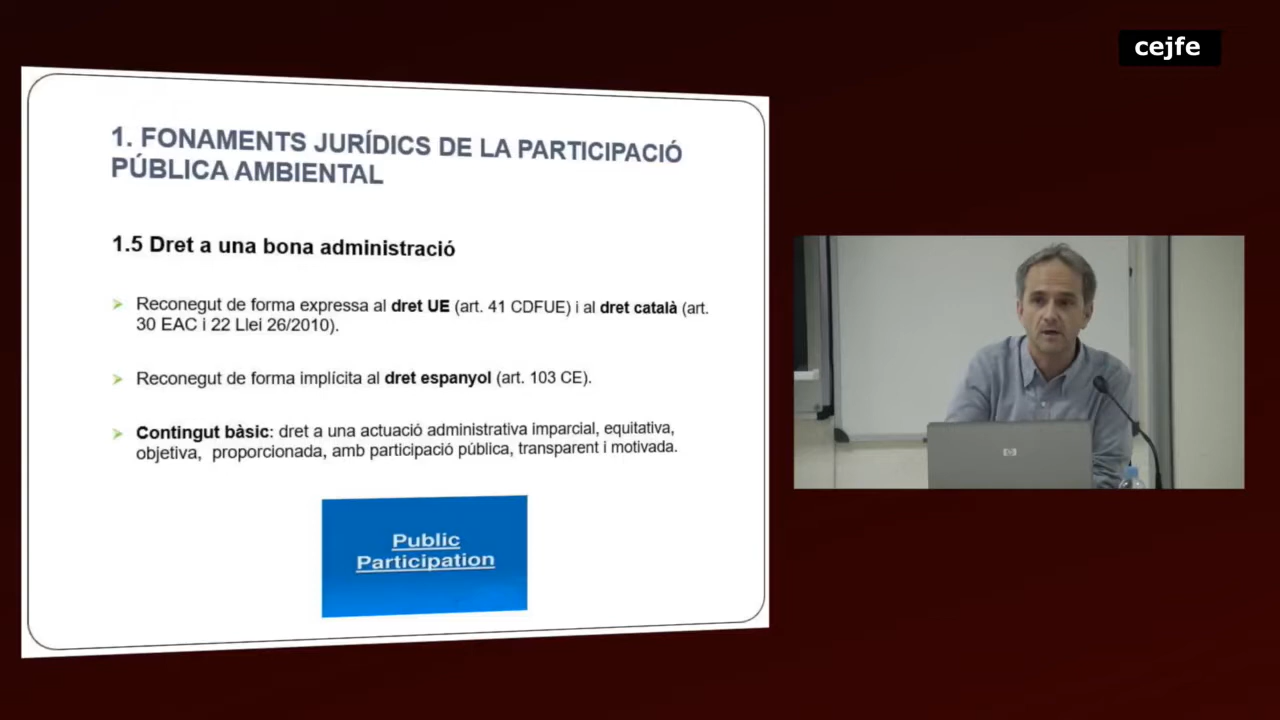 cejfe
1. FONAMENTS JURÍDICS DE LA PARTICIPACIÓ
PÚBLICA AMBIENTAL
1.5 Dret a una bona administració
Reconegut de forma expressa al dret UE (art. 41 CDFUE) i al dret català (art.
30 EAC i 22 Llei 26/2010).
Reconegut de forma implícita al dret espanyol (art. 103 CE).
Contingut bàsic: dret a una actuació administrativa imparcial, equitativa,
objetiva, proporcionada, amb participació pública, transparent i motivada.
Public
Participation
hp